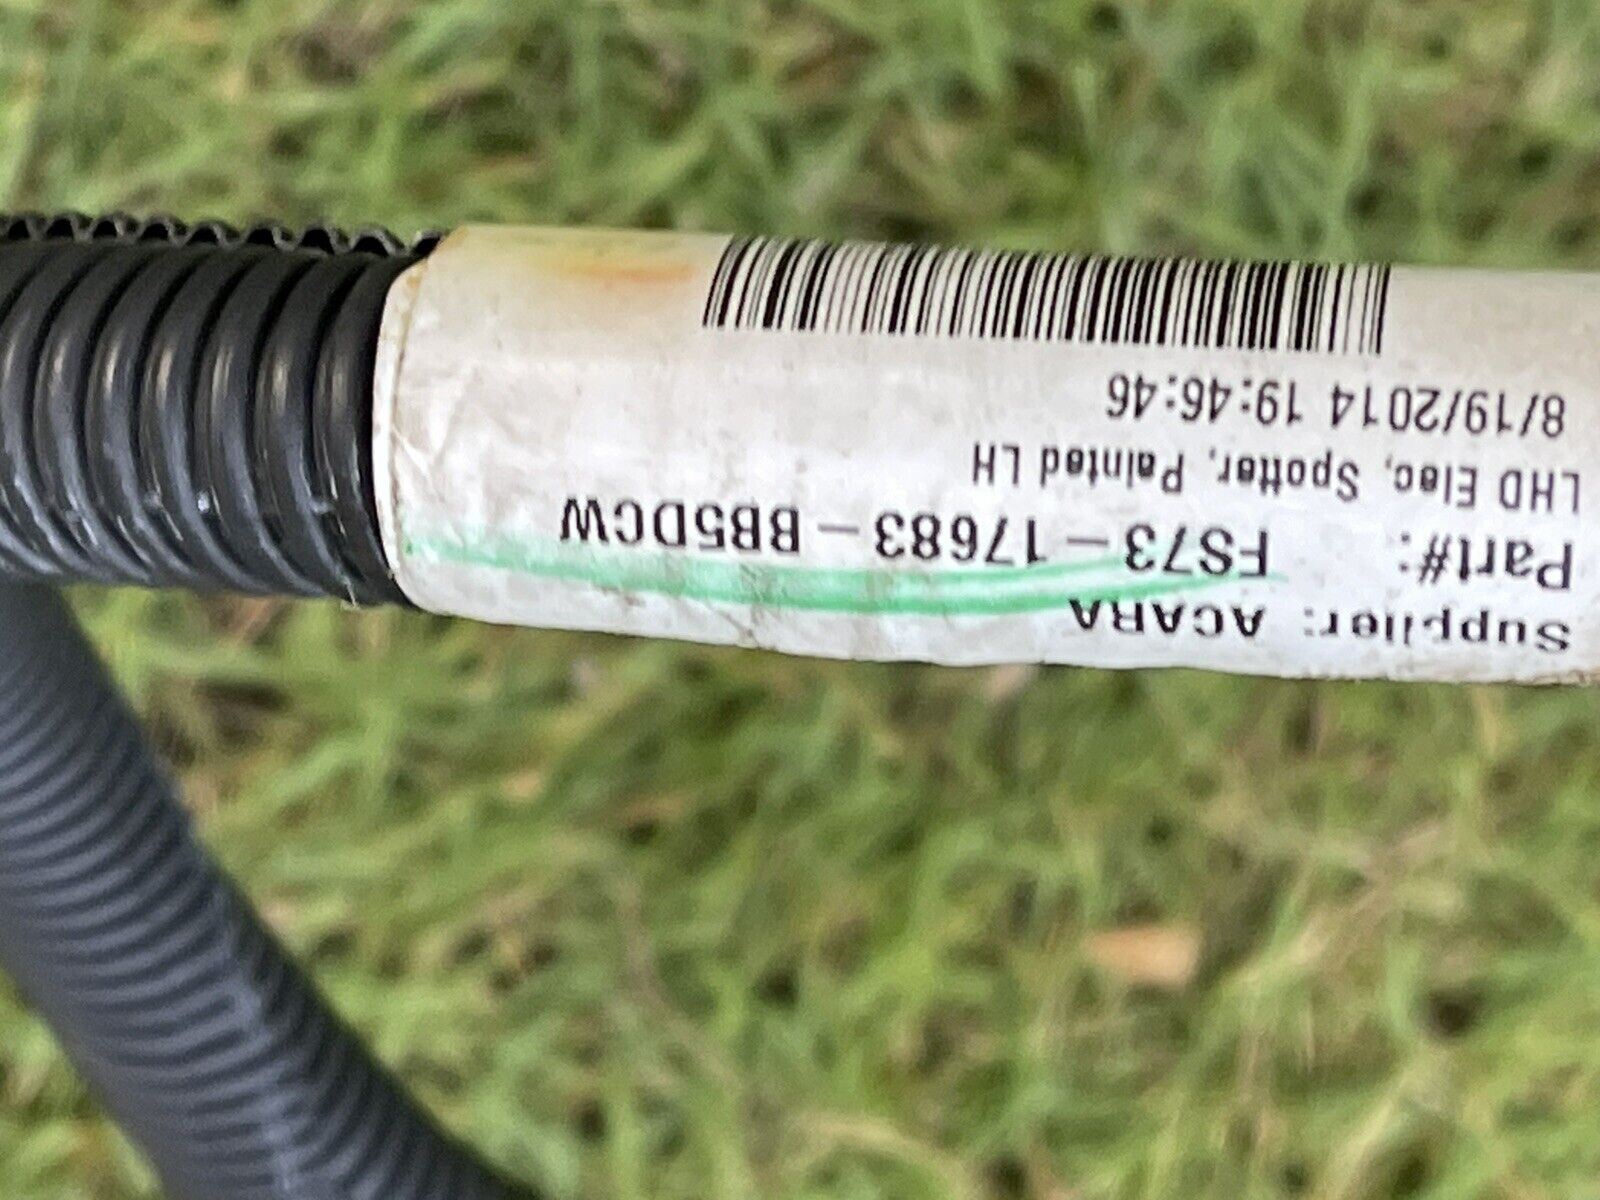 Supplier: ACARA
Part#: FS73-17683-BB5DCW
LHD Elec, Spotter, Painted LH
8/19/2014 19:46:46